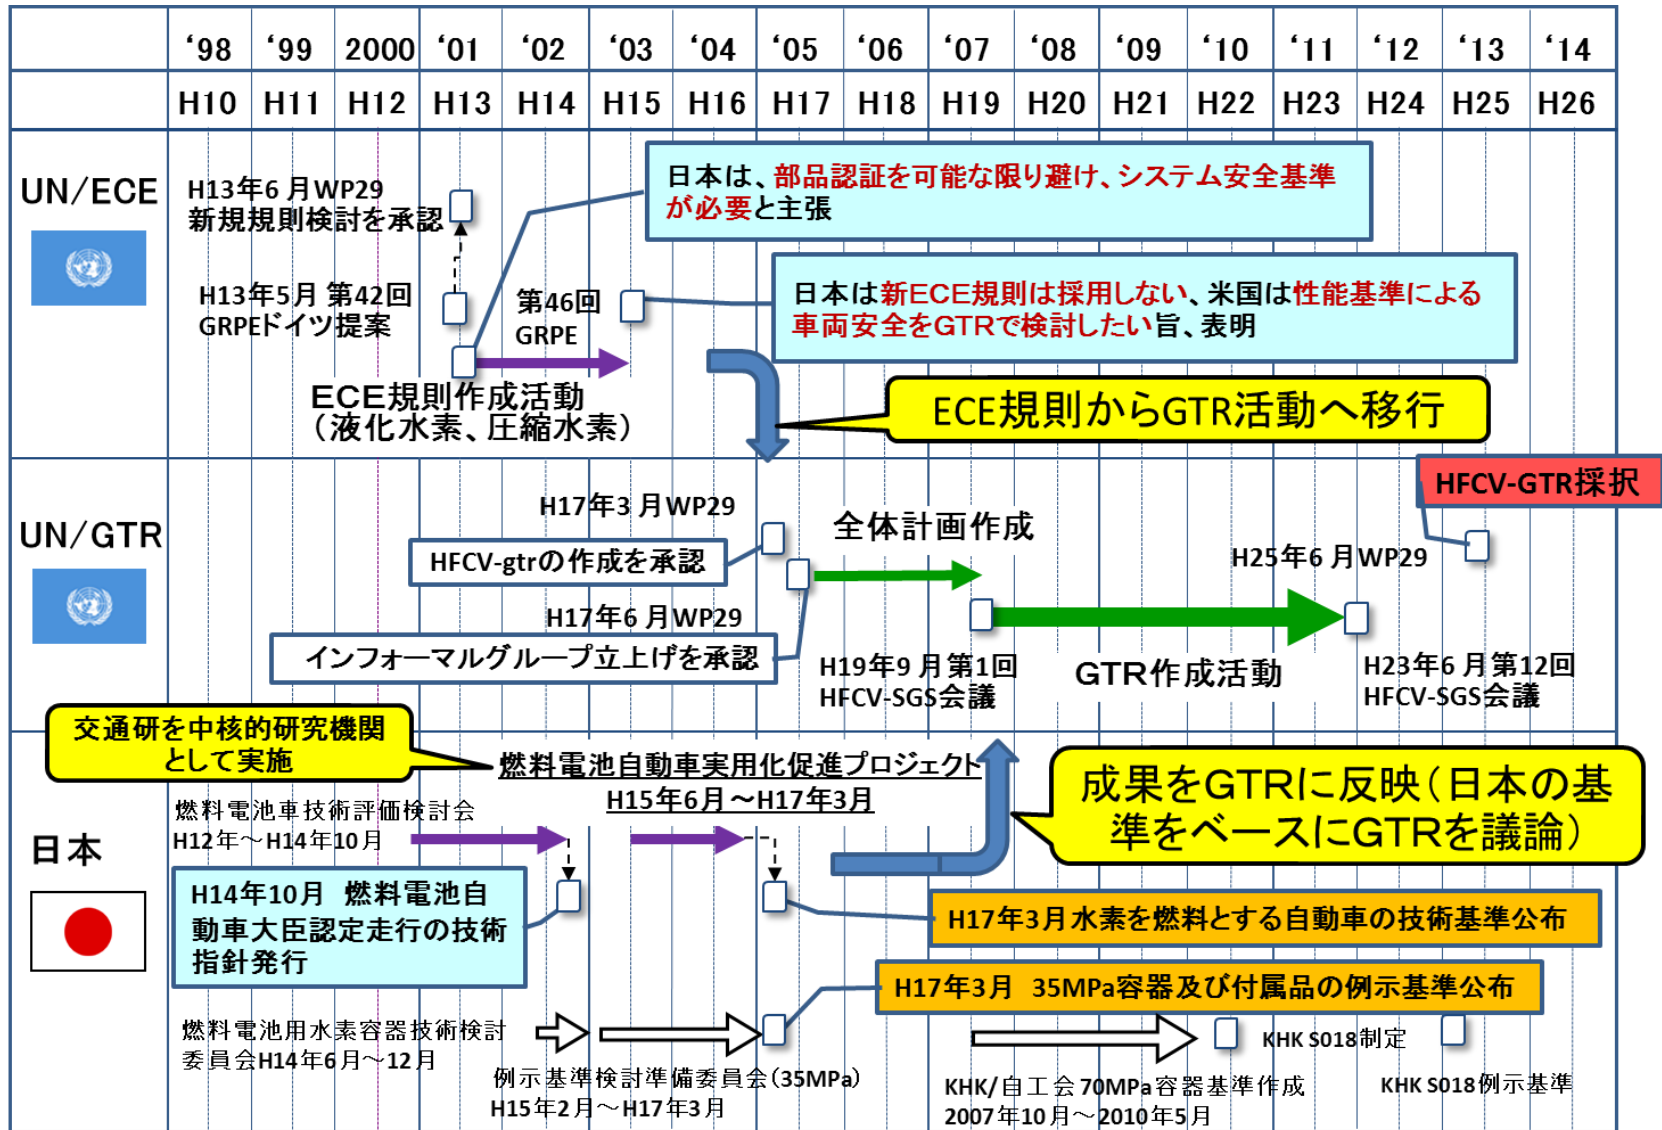 ‘98 ‘99 2000 ‘01 ‘02 ‘03 ‘04 ‘05 ‘06 ‘07 ‘08 ‘09 ‘10 ‘11 ‘12 ‘13 ‘14
H10 H11 H12 H13 H14 H15 H16 H17 H18 H19 H20 H21 H22 H23 H24 H25 H26
UN/ECE
H13年6月WP29
新規規則検討を承認
H13年5月 第42回
GRPEドイツ提案
第46回
GRPE
日本は、部品認証を可能な限り避け、システム安全基準
が必要と主張
日本は新ECE規則は採用しない、米国は性能基準による
車両安全をGTRで検討したい旨、表明
ECE規則作成活動
（液化水素、圧縮水素）
ECE規則からGTR活動へ移行
UN/GTR
H17年3月WP29
HFCV-gtrの作成を承認
H17年6月WP29
インフォーマルグループ立上げを承認
全体計画作成
H19年9月第1回
HFCV-SGS会議
GTR作成活動
HFCV-GTR採択
H25年6月WP29
H23年6月第12回
HFCV-SGS会議
日本
交通研を中核的研究機関
として実施
燃料電池自動車実用化促進プロジェクト
H15年6月～H17年3月
成果をGTRに反映（日本の基
準をベースにGTRを議論）
燃料電池車技術評価検討会
H12年～H14年10月
H14年10月 燃料電池自
動車大臣認定走行の技術
指針発行
H17年3月水素を燃料とする自動車の技術基準公布
H17年3月 35MPa容器及び付属品の例示基準公布
燃料電池用水素容器技術検討
委員会H14年6月～12月
例示基準検討準備委員会（35MPa）
H15年2月～H17年3月
KHK/自工会70MPa容器基準作成
2007年10月～2010年5月
KHK S018制定
KHK S018例示基準